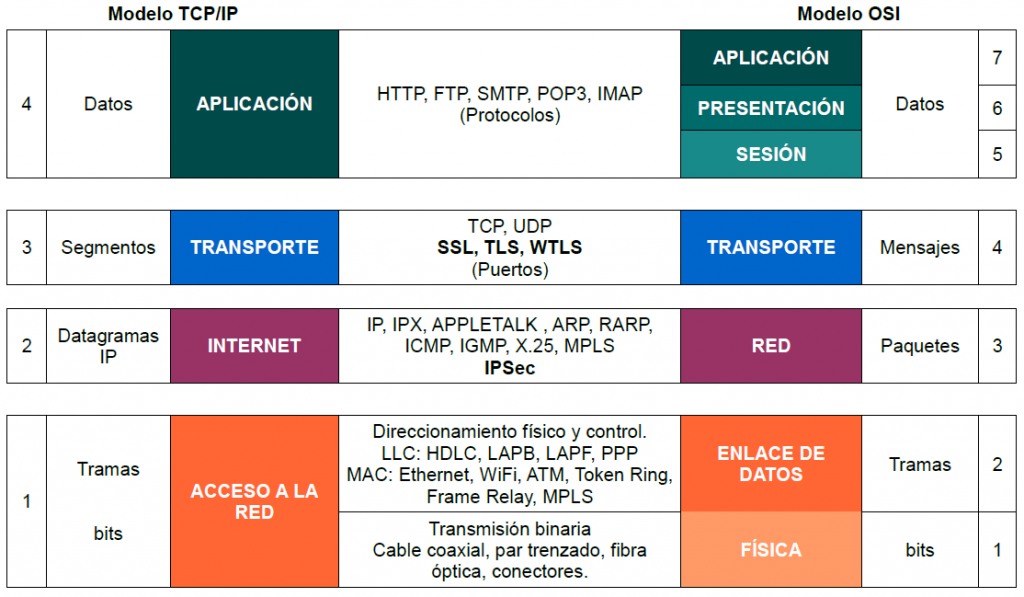 Modelo TCP/IP
Modelo OSI
4
Datos
APLICACIÓN
HTTP, FTP, SMTP, POP3, IMAP
(Protocolos)
APLICACIÓN
PRESENTACIÓN
SESIÓN
Datos
7
6
5
3
Segmentos
TRANSPORTE
TCP, UDP
SSL, TLS, WTLS
(Puertos)
TRANSPORTE
Mensajes
4
2
Datagramas
IP
INTERNET
IP, IPX, APPLETALK , ARP, RARP,
ICMP, IGMP, X.25, MPLS
IPSec
RED
Paquetes
3
1
Tramas
bits
ACCESO A LA
RED
Direccionamiento físico y control.
LLC: HDLC, LAPB, LAPF, PPP
MAC: Ethernet, WiFi, ATM, Token Ring,
Frame Relay, MPLS
ENLACE DE
DATOS
Tramas
2
Transmisión binaria
Cable coaxial, par trenzado, fibra
óptica, conectores.
FÍSICA
bits
1